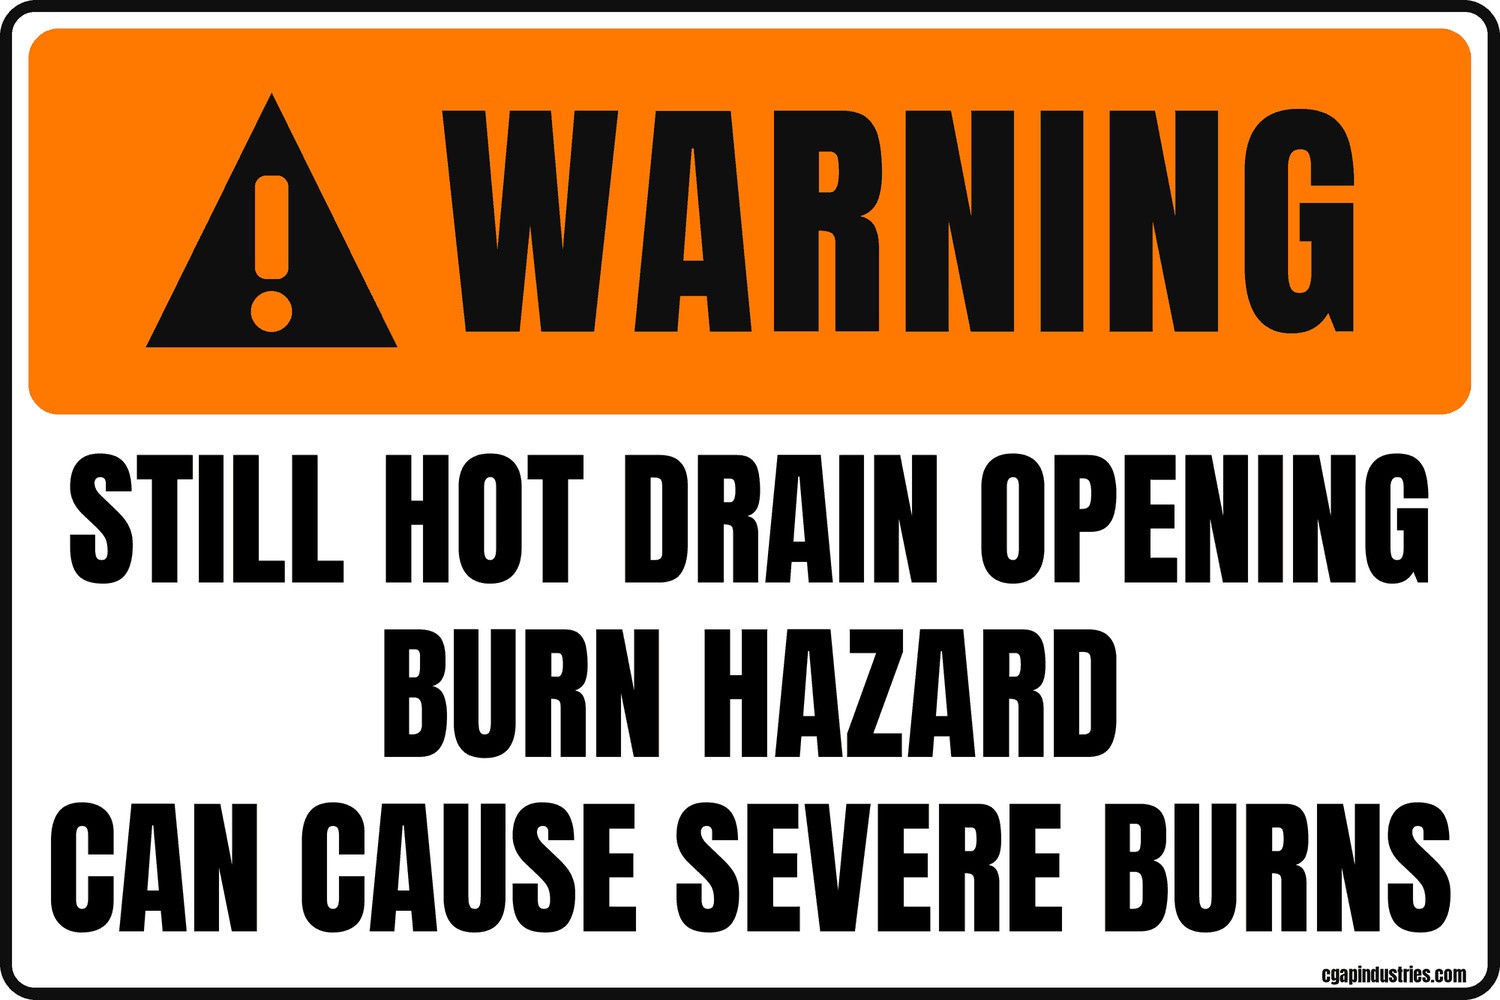 WARNING
STILL HOT DRAIN OPENING
BURN HAZARD
CAN CAUSE SEVERE BURNS
cgapindustries.com